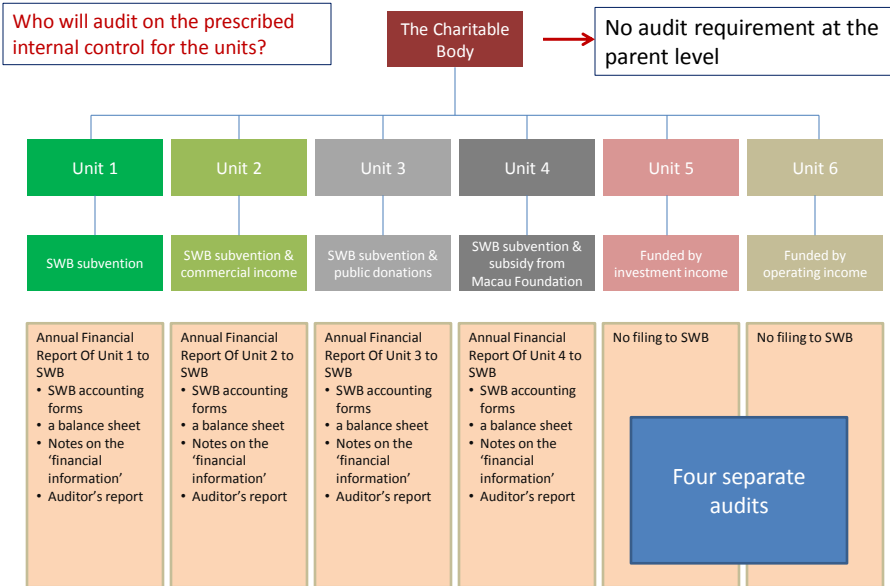 Who will audit on the prescribed
internal control for the units?
The Charitable
Body
No audit requirement at the
parent level
Unit 1
Unit 2
Unit 3
Unit 4
Unit 5
Unit 6
SWB subvention
SWB subvention &
commercial income
SWB subvention &
public donations
SWB subvention &
subsidy from
Macau Foundation
Funded by
investment income
Funded by
operating income
Annual Financial
Report Of Unit 1 to
SWB
• SWB accounting
forms
• a balance sheet
• Notes on the
‘financial
information’
• Auditor’s report
Annual Financial
Report Of Unit 2 to
SWB
• SWB accounting
forms
• a balance sheet
• Notes on the
‘financial
information’
• Auditor’s report
Annual Financial
Report Of Unit 3 to
SWB
• SWB accounting
forms
• a balance sheet
• Notes on the
‘financial
information’
• Auditor’s report
Annual Financial
Report Of Unit 4 to
SWB
• SWB accounting
forms
• a balance sheet
• Notes on the
‘financial
information’
• Auditor’s report
No filing to SWB
No filing to SWB
Four separate
audits